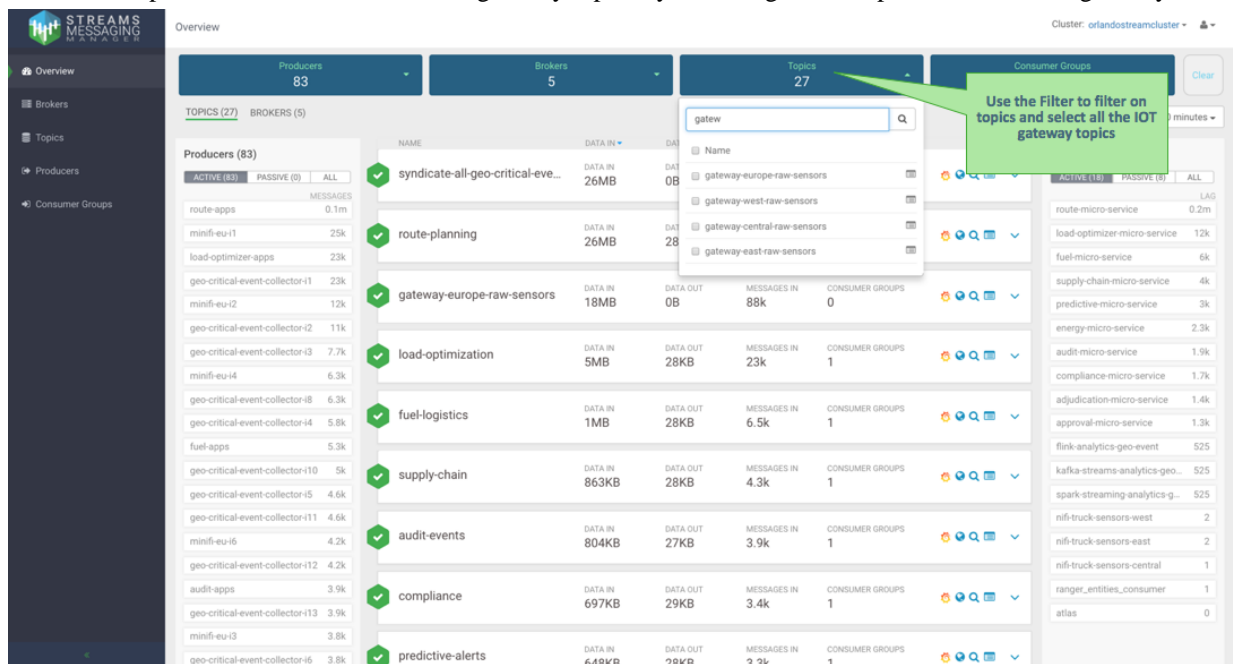 STREAMS
MESSAGING
MANAGER
Overview
Cluster: orlandostreamcluster
Overview
Brokers
Topics
Producers
Consumer Groups
«
Producers
83
Brokers
5
Topics
27
Consumer Groups
Clear
Use the Filter to filter on
topics and select all the IOT
gateway topics
TOPICS (27) BROKERS (5)
minutes
gatew
Name
gateway-europe-raw-sensors
gateway-west-raw-sensors
gateway-central-raw-sensors
gateway-east-raw-sensors
Producers (83)
ACTIVE (83) PASSIVE (0) ALL
MESSAGES
route-apps 0.1m
minifi-eu-i1 25k
load-optimizer-apps 23k
geo-critical-event-collector-i1 23k
minifi-eu-i2 12k
geo-critical-event-collector-i2 11k
geo-critical-event-collector-i3 7.7k
minifi-eu-i4 6.3k
geo-critical-event-collector-i8 6.3k
geo-critical-event-collector-i4 5.8k
fuel-apps 5.3k
geo-critical-event-collector-i10 5k
geo-critical-event-collector-i5 4.6k
geo-critical-event-collector-i11 4.6k
minifi-eu-i6 4.2k
geo-critical-event-collector-i12 4.2k
audit-apps 3.9k
geo-critical-event-collector-i13 3.9k
minifi-eu-i3 3.8k
geo-critical-event-collector-i6 3.8k
NAME DATA IN
syndicate-all-geo-critical-eve... DATA IN 26MB 0B
route-planning DATA IN 26MB 28
gateway-europe-raw-sensors DATA IN 18MB DATA OUT 0B MESSAGES IN 88k CONSUMER GROUPS 0
load-optimization DATA IN 5MB DATA OUT 28KB MESSAGES IN 23k CONSUMER GROUPS 1
fuel-logistics DATA IN 1MB DATA OUT 28KB MESSAGES IN 6.5k CONSUMER GROUPS 1
supply-chain DATA IN 863KB DATA OUT 28KB MESSAGES IN 4.3k CONSUMER GROUPS 1
audit-events DATA IN 804KB DATA OUT 27KB MESSAGES IN 3.9k CONSUMER GROUPS 1
compliance DATA IN 697KB DATA OUT 29KB MESSAGES IN 3.4k CONSUMER GROUPS 1
predictive-alerts DATA IN 648KB DATA OUT 28KB MESSAGES IN 3.3k CONSUMER GROUPS 1
ACTIVE (18) PASSIVE (8) ALL
LAG
route-micro-service 0.2m
load-optimizer-micro-service 12k
fuel-micro-service 6k
supply-chain-micro-service 4k
predictive-micro-service 3k
energy-micro-service 2.3k
audit-micro-service 1.9k
compliance-micro-service 1.7k
adjudication-micro-service 1.4k
approval-micro-service 1.3k
flink-analytics-geo-event 525
kafka-streams-analytics-geo... 525
spark-streaming-analytics-g... 525
nifi-truck-sensors-west 2
nifi-truck-sensors-east 2
nifi-truck-sensors-central 1
ranger_entities_consumer 1
atlas 0